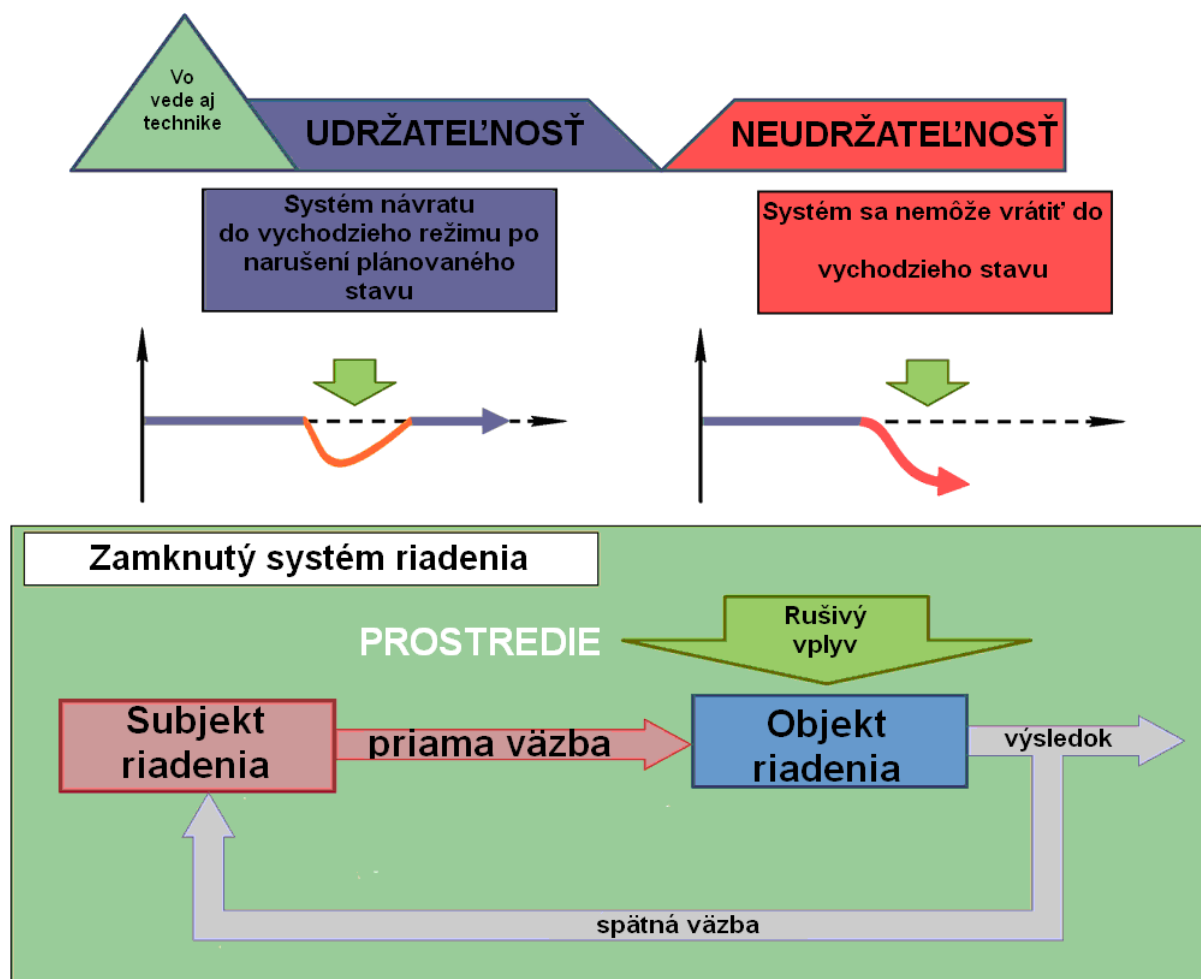 Vo
vede aj
technike
UDRŽATEĽNOSŤ
NEUDRŽATEĽNOSŤ
Systém návratu
do vychodzieho režimu po
narušení plánovaného
stavu
Systém sa nemôže vrátiť do
vychodzieho stavu
Zamknutý systém riadenia
PROSTREDIE
Rušivý
vplyv
Subjekt
riadenia
priama väzba
Objekt
riadenia
výsledok
spätná väzba